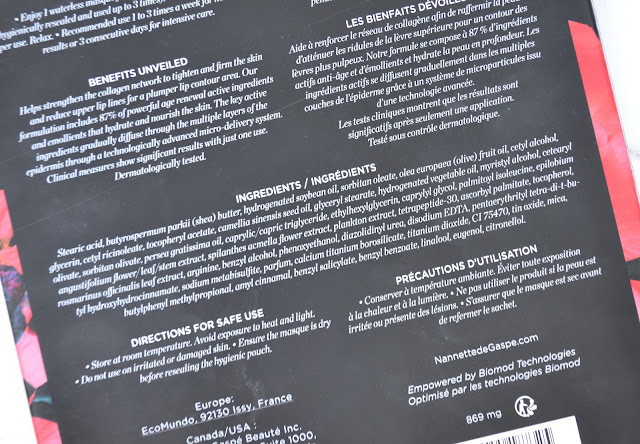 • Enjoy 1 waterless masque
hygienically resealed and used up to 3 times),
per use. Relax. • Recommended use 1 to 3 times a week for
results or 3 consecutive days for intensive care.
BENEFITS UNVEILED
Helps strengthen the collagen network to tighten and firm the skin
and reduce upper lip lines for a plumper lip contour area. Our
formulation includes 87% of powerful age renewal active ingredients
and emollients that hydrate and nourish the skin. The key active
ingredients gradually diffuse through the multiple layers of the
epidermis through a technologically advanced micro-delivery system.
Clinical measures show significant results with just one use.
Dermatologically tested.
pendant
LES BIENFAITS DÉVOILÉ
Aide à renforcer le réseau de collagène afin de raffermir la peau
d'atténuer les ridules de la lèvre supérieure pour un contour des
lèvres plus pulpeux. Notre formule se compose à 87 % d'ingrédients
actifs anti-âge et d'émollients et hydrate la peau en profondeur. Les
ingrédients actifs se diffusent graduellement dans les multiples
couches de l'épiderme grâce à un système de microparticules issu
d'une technologie avancée.
Les tests cliniques montrent que les résultats sont
significatifs après seulement une application.
Testé sous contrôle dermatologique.
INGREDIENTS / INGRÉDIENTS
Stearic acid, butyrospermum parkii (shea) butter, hydrogenated soybean oil, sorbitan oleate, olea europaea (olive) fruit oil, cetyl alcohol,
glycerin, cetyl ricinoleate, tocopheryl acetate, camellia sinensis seed oil, glyceryl stearate, hydrogenated vegetable oil, myristyl alcohol, cetearyl
olivate, sorbitan olivate, persea gratissima oil, caprylic/capric triglyceride, ethylhexylglycerin, caprylyl glycol, palmitoyl isoleucine, epilobium
angustifolium flower/leaf/stem extract, spilanthes acmella flower extract, plankton extract, tetrapeptide-30, ascorbyl palmitate, tocopherol,
rosmarinus officinalis leaf extract, arginine, benzyl alcohol, phenoxyethanol, diazolidinyl urea, disodium EDTA, pentaerythrityl tetra-di-t-bu-
tyl hydroxyhydrocinnamate, sodium metabisulfite, parfum, calcium titanium borosilicate, titanium dioxide, CI 75470, tin oxide, mica,
butylphenyl methylpropional, amyl cinnamal, benzyl salicylate, benzyl benzoate, linalool, eugenol, citronellol.
DIRECTIONS FOR SAFE USE
• Store at room temperature. Avoid exposure to heat and light.
• Do not use on irritated or damaged skin. • Ensure the masque is dry
before resealing the hygienic pouch.
PRÉCAUTIONS D'UTILISATION
• Conserver à température ambiante. Éviter toute exposition
à la chaleur et à la lumière. • Ne pas utiliser le produit si la peau est
irritée ou présente des lésions. • S'assurer que le masque est sec avant
de refermer le sachet.
Europe:
EcoMundo, 92130 Issy, France
Canada/USA :
Gaspé Beauté Inc.
Suite 1000,
NannettedeGaspe.com
Empowered by Biomod Technologies
Optimisé par les technologies Biomod
869 mg